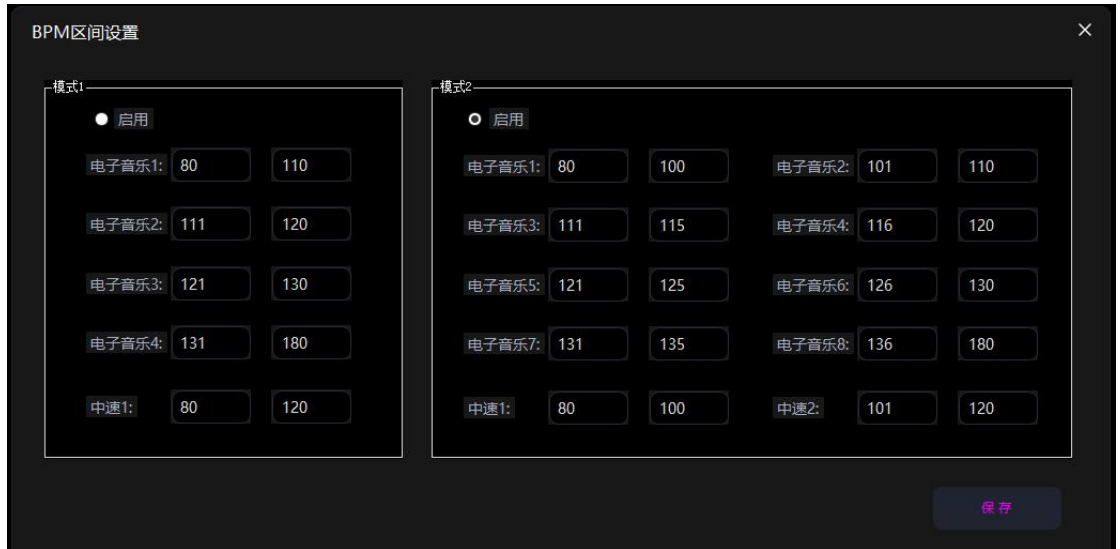 BPM区间设置
模式1
启用
电子音乐1: 80 110
电子音乐2: 111 120
电子音乐3: 121 130
电子音乐4: 131 180
中速1: 80 120
模式2
启用
电子音乐1: 80 100 电子音乐2: 101 110
电子音乐3: 111 115 电子音乐4: 116 120
电子音乐5: 121 125 电子音乐6: 126 130
电子音乐7: 131 135 电子音乐8: 136 180
中速1: 80 100 中速2: 101 120
保存